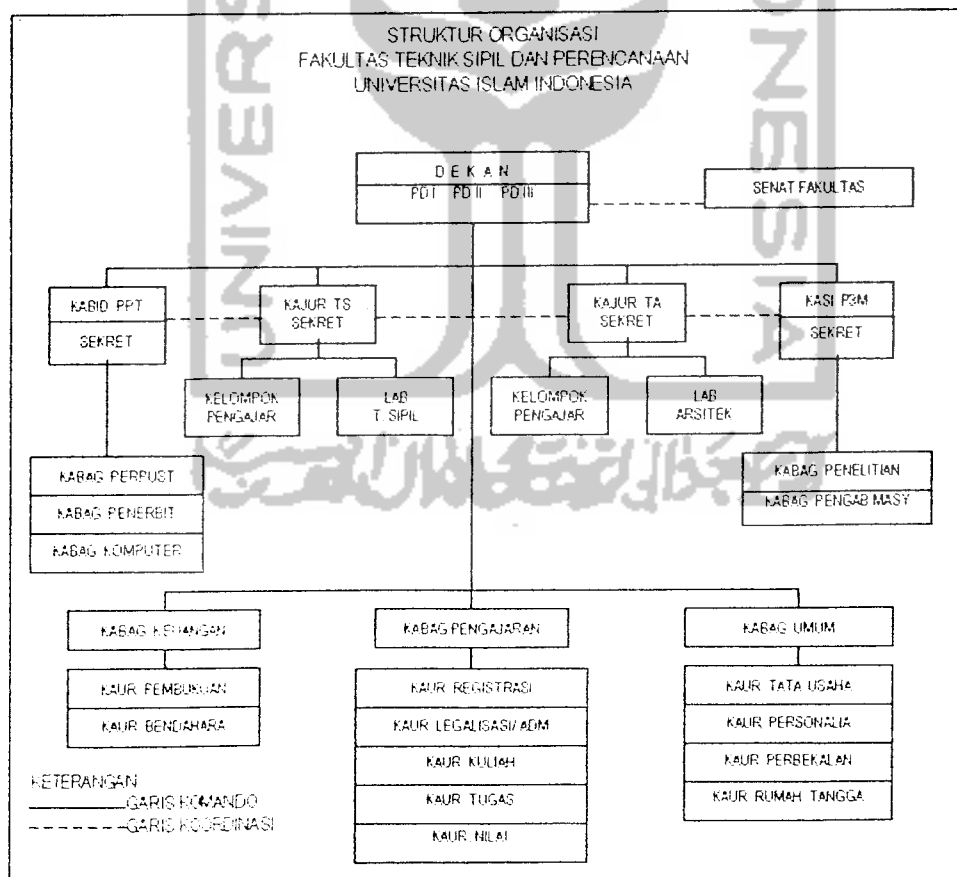 STRUKTUR ORGANISASI
FAKULTAS TEKNIK SIPIL DAN PERENCANAAN
UNIVERSITAS ISLAM INDONESIA
DEKAN
PD I PD II PD III
SENAT FAKULTAS
KABID PPT
SEKRET
KAJUR TS
SEKRET
KAJUR TA
SEKRET
KASI P3M
SEKRET
KELOMPOK
PENGAJAR
LAB
T. SIPIL
KELOMPOK
PENGAJAR
LAB
ARSITEK
KABAG PERPUST
KABAG PENERBIT
KABAG KOMPUTER
KABAG PENELITIAN
KABAG PENGAB MASY
KABAG KEUANGAN
KAUR PEMBUKUAN
KAUR BENDAHARA
KABAG PENGAJARAN
KAUR REGISTRASI
KAUR LEGALISASI/ADM
KAUR KULIAH
KAUR TUGAS
KAUR NILAI
KABAG UMUM
KAUR TATA USAHA
KAUR PERSONALIA
KAUR PERBEKALAN
KAUR RUMAH TANGGA
KETERANGAN
GARIS KOMANDO
GARIS KOORDINASI
UNIVERS
ONESIA